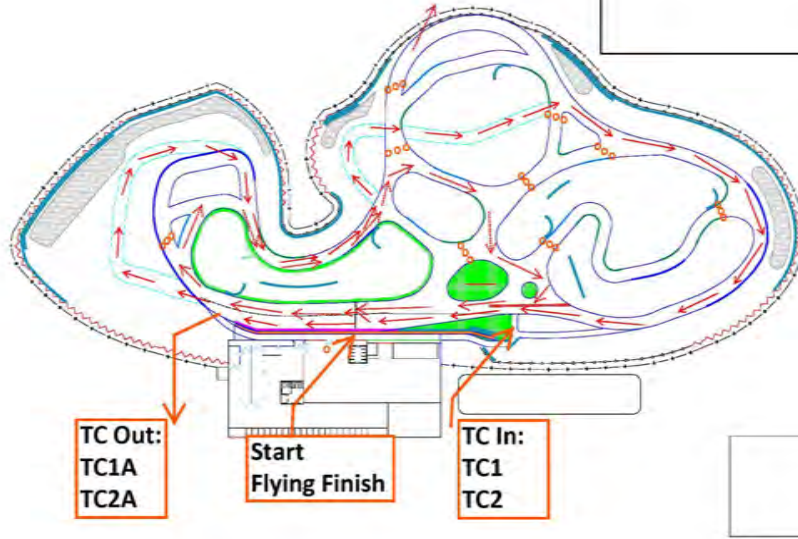 TC Out:
TC1A
TC2A
Start
Flying Finish
TC In:
TC1
TC2